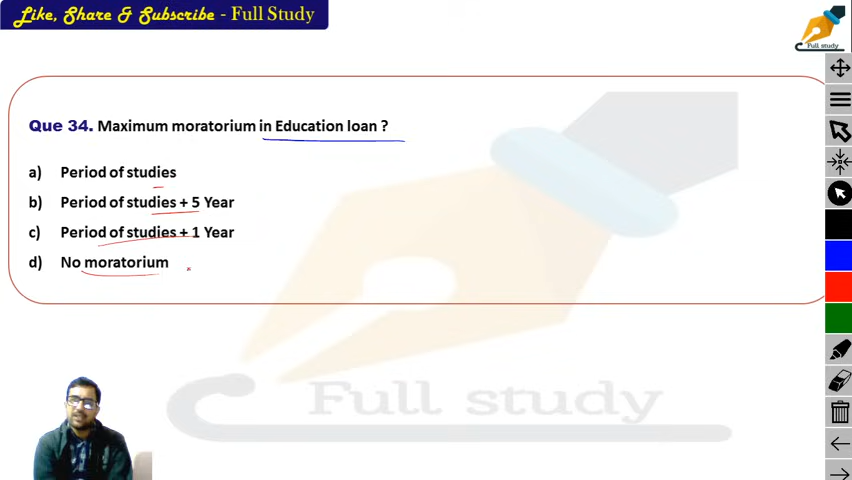 Like, Share & Subscribe - Full Study
Full study
Que 34. Maximum moratorium in Education loan ?
a) Period of studies
b) Period of studies + 5 Year
c) Period of studies + 1 Year
d) No moratorium
Full study